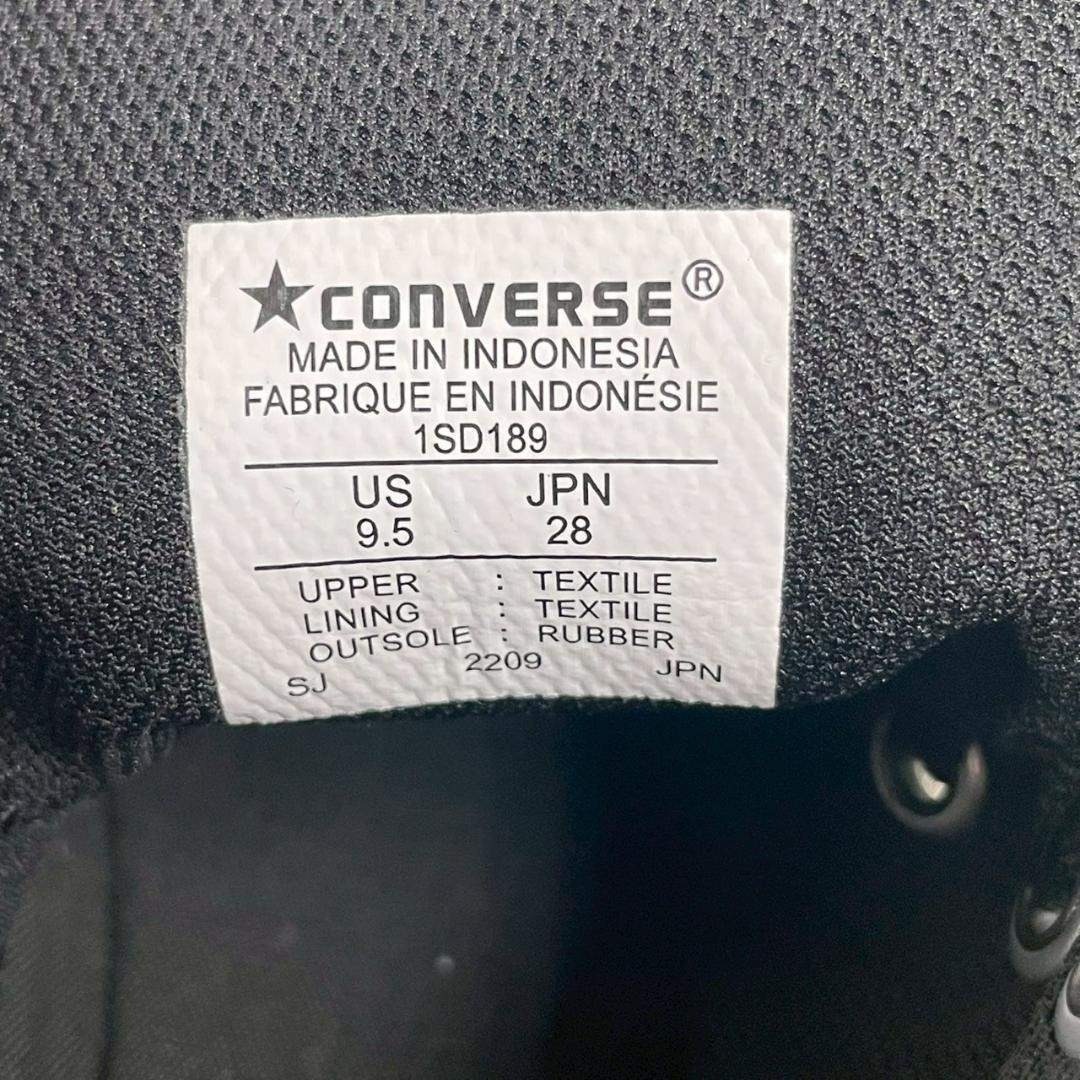 ★CONVERSE®
MADE IN INDONESIA
FABRIQUE EN INDONÉSIE
1SD189
US JPN
9.5 28
UPPER : TEXTILE
LINING : TEXTILE
OUTSOLE : RUBBER
SJ 2209 JPN